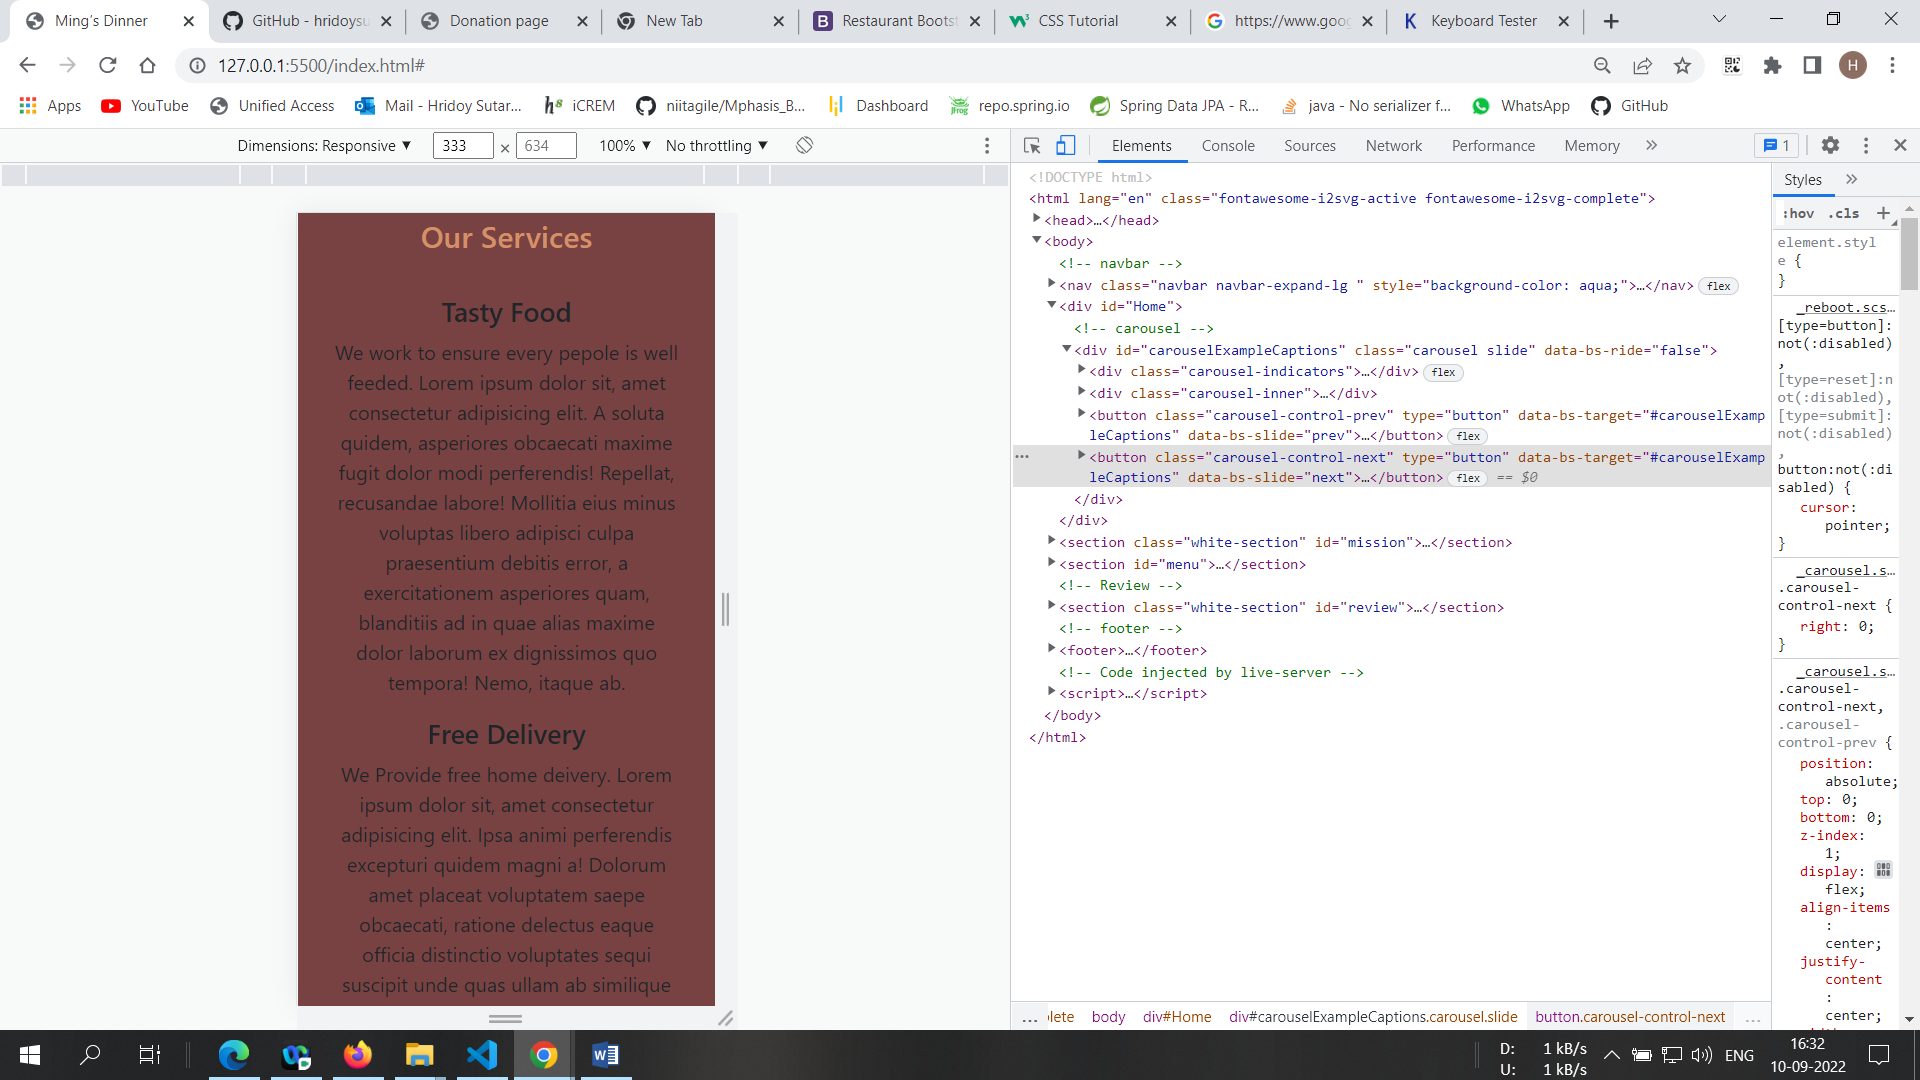 Ming's Dinner
GitHub - hridoysu
Donation page
New Tab
Restaurant Bootst
CSS Tutorial
https://www.goog
Keyboard Tester
127.0.0.1:5500/index.html#
H
Apps
YouTube
Unified Access
Mail - Hridoy Sutar...
iCREM
niitagile/Mphasis_B...
Dashboard
repo.spring.io
Spring Data JPA - R...
java - No serializer f...
WhatsApp
GitHub
Dimensions: Responsive ▼ 333 × 634 100% ▼ No throttling ▼
Elements Console Sources Network Performance Memory » 1
Our Services
Tasty Food
We work to ensure every pepole is well
feeded. Lorem ipsum dolor sit, amet
consectetur adipisicing elit. A soluta
quidem, asperiores obcaecati maxime
fugit dolor modi perferendis! Repellat,
recusandae labore! Mollitia eius minus
voluptas libero adipisci culpa
praesentium debitis error, a
exercitationem asperiores quam,
blanditiis ad in quae alias maxime
dolor laborum ex dignissimos quo
tempora! Nemo, itaque ab.
Free Delivery
We Provide free home deivery. Lorem
ipsum dolor sit, amet consectetur
adipisicing elit. Ipsa animi perferendis
excepturi quidem magni a! Dolorum
amet placeat voluptatem saepe
obcaecati, ratione delectus eaque
officia distinctio voluptates sequi
suscipit unde quas ullam ab similique
<!DOCTYPE html>
<html lang="en" class="fontawesome-i2svg-active fontawesome-i2svg-complete">
<head>…</head>
<body>
<!-- navbar -->
<nav class="navbar navbar-expand-lg " style="background-color: aqua;">…</nav> flex
<div id="Home">
<!-- carousel -->
<div id="carouselExampleCaptions" class="carousel slide" data-bs-ride="false">
<div class="carousel-indicators">…</div> flex
<div class="carousel-inner">…</div>
<button class="carousel-control-prev" type="button" data-bs-target="#carouselExamp
leCaptions" data-bs-slide="prev">…</button> flex
<button class="carousel-control-next" type="button" data-bs-target="#carouselExamp
leCaptions" data-bs-slide="next">…</button> flex == $0
</div>
</div>
<section class="white-section" id="mission">…</section>
<section id="menu">…</section>
<!-- Review -->
<section class="white-section" id="review">…</section>
<!-- footer -->
<footer>…</footer>
<!-- Code injected by live-server -->
<script>…</script>
</body>
</html>
... lete body div#Home div#carouselExampleCaptions.carousel.slide button.carousel-control-next ...
Styles »
:hov .cls +
element.styl
e {
}
_reboot.scs…
[type=button]:
not(:disabled)
,
[type=reset]:n
ot(:disabled),
[type=submit]:
not(:disabled)
,
button:not(:di
sabled) {
cursor:
pointer;
}
_carousel.s…
.carousel-
control-next {
right: 0;
}
_carousel.s…
.carousel-
control-next,
.carousel-
control-prev {
position:
absolute;
top: 0;
bottom: 0;
z-index:
1;
display:
flex;
align-items
:
center;
justify-
content
:
center;
D: 1 kB/s
U: 1 kB/s
ENG
16:32
10-09-2022